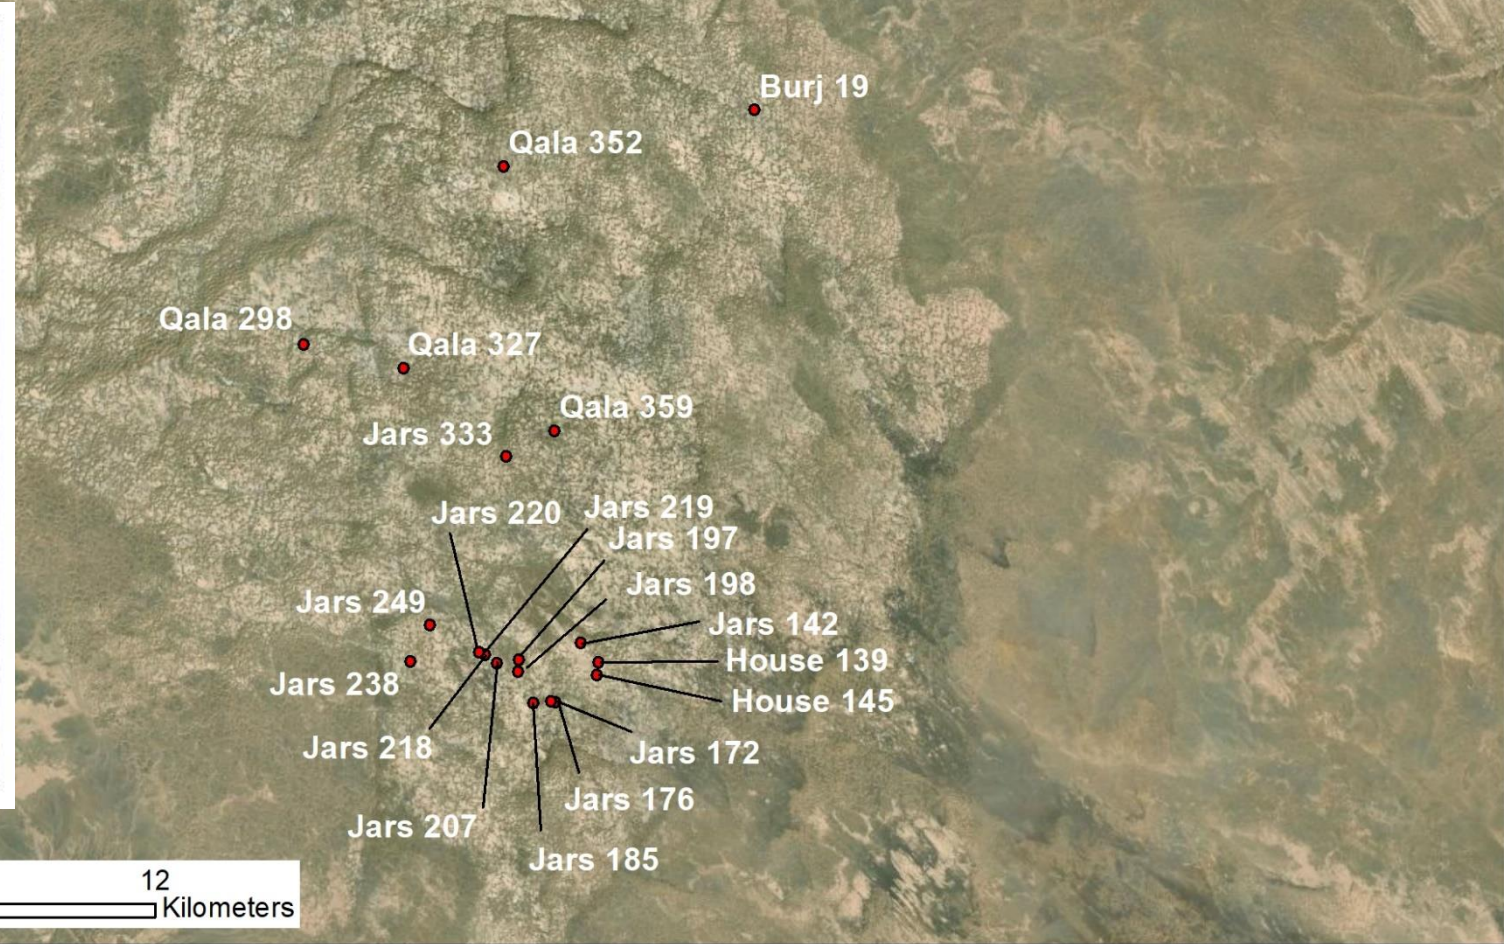 Burj 19
Qala 352
Qala 298
Qala 327
Qala 359
Jars 333
Jars 219
Jars 220
Jars 197
Jars 198
Jars 249
Jars 142
House 139
Jars 238
House 145
Jars 218
Jars 172
Jars 176
Jars 207
Jars 185
12
Kilometers